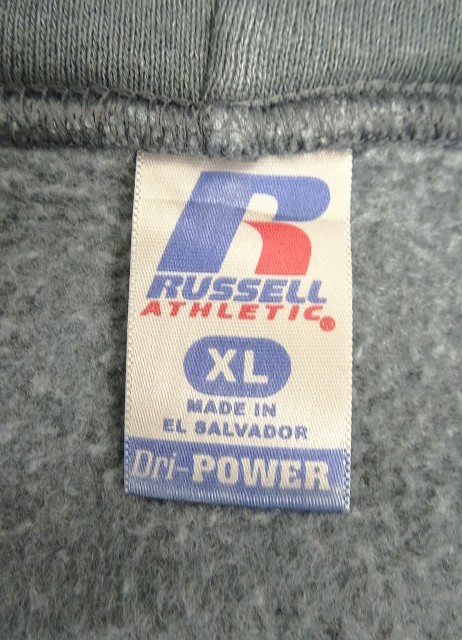 R
RUSSELL
ATHLETIC®
XL
MADE IN
EL SALVADOR
Dri-POWER